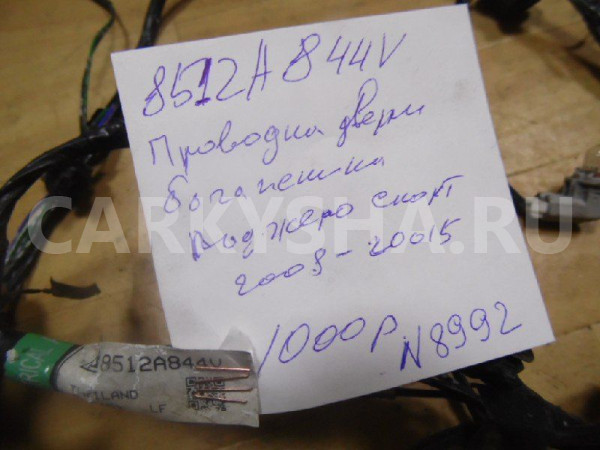 8512A844V
Проводка двери
багажника
Паджеро спорт
2008-20015
CARKYSHA.RU
1000р N8992
8512A844V
THAILAND
LF